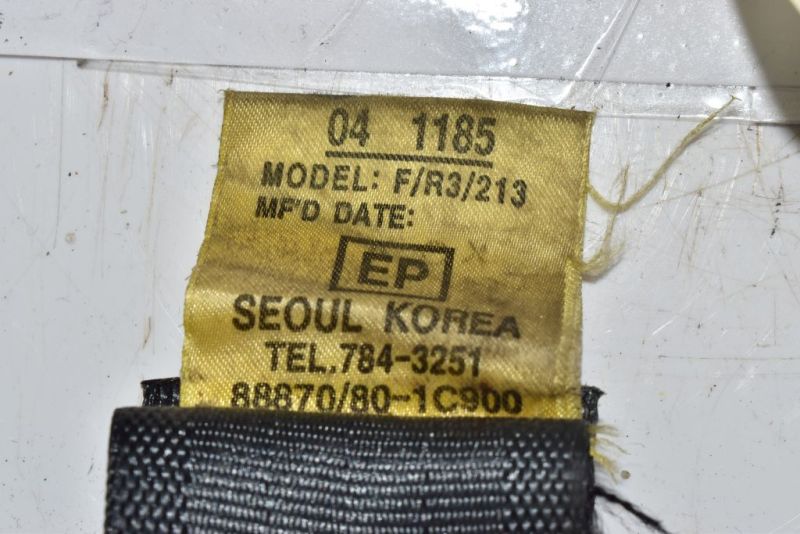 04 1185
MODEL: F/R3/213
MF'D DATE:
EP
SEOUL KOREA
TEL.784-3251
88870/80-1C900